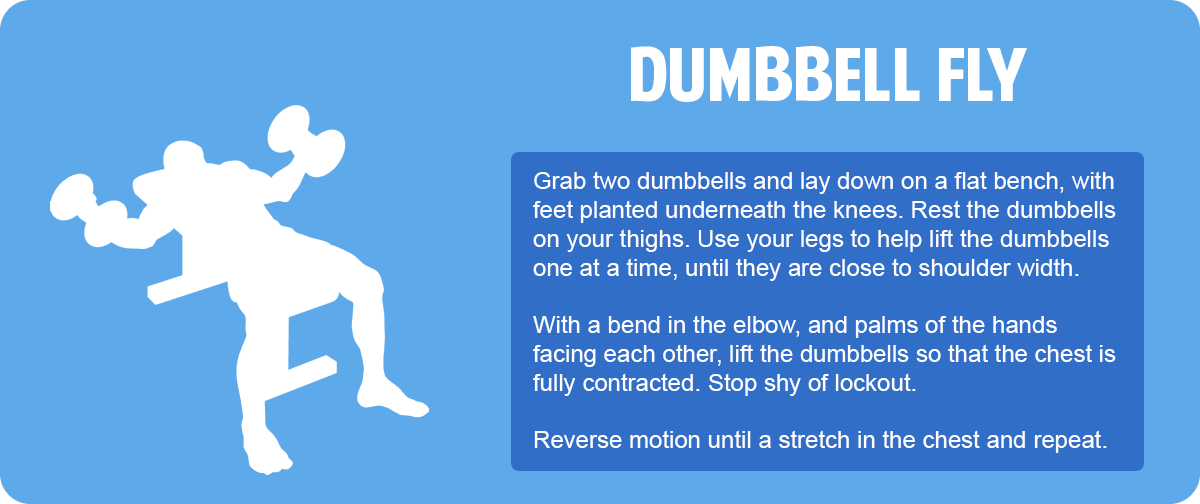 DUMBBELL FLY
Grab two dumbbells and lay down on a flat bench, with
feet planted underneath the knees. Rest the dumbbells
on your thighs. Use your legs to help lift the dumbbells
one at a time, until they are close to shoulder width.
With a bend in the elbow, and palms of the hands
facing each other, lift the dumbbells so that the chest is
fully contracted. Stop shy of lockout.
Reverse motion until a stretch in the chest and repeat.